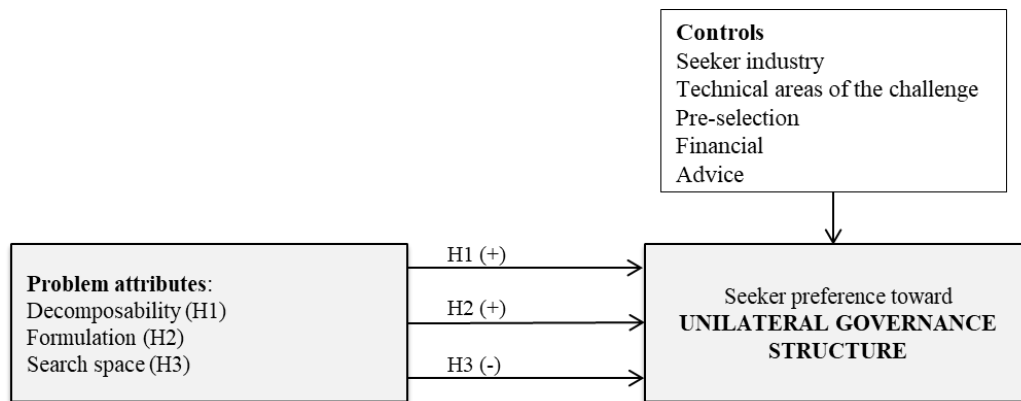 Controls
Seeker industry
Technical areas of the challenge
Pre-selection
Financial
Advice
Problem attributes:
Decomposability (H1)
Formulation (H2)
Search space (H3)
H1 (+)
H2 (+)
H3 (-)
Seeker preference toward
UNILATERAL GOVERNANCE
STRUCTURE